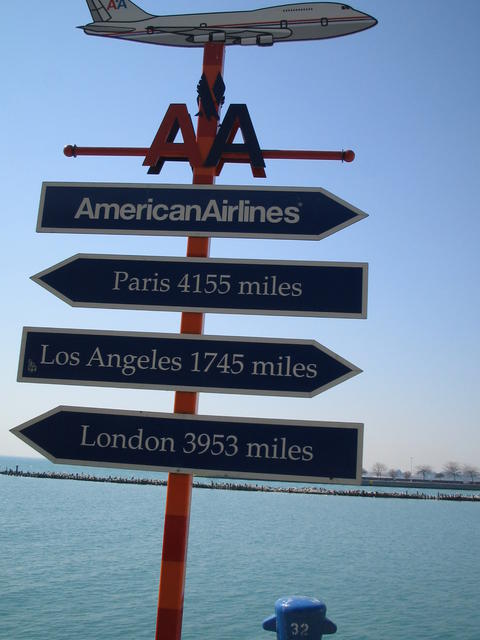 AA
AA
AmericanAirlines
Paris 4155 miles
Los Angeles 1745 miles
London 3953 miles
32